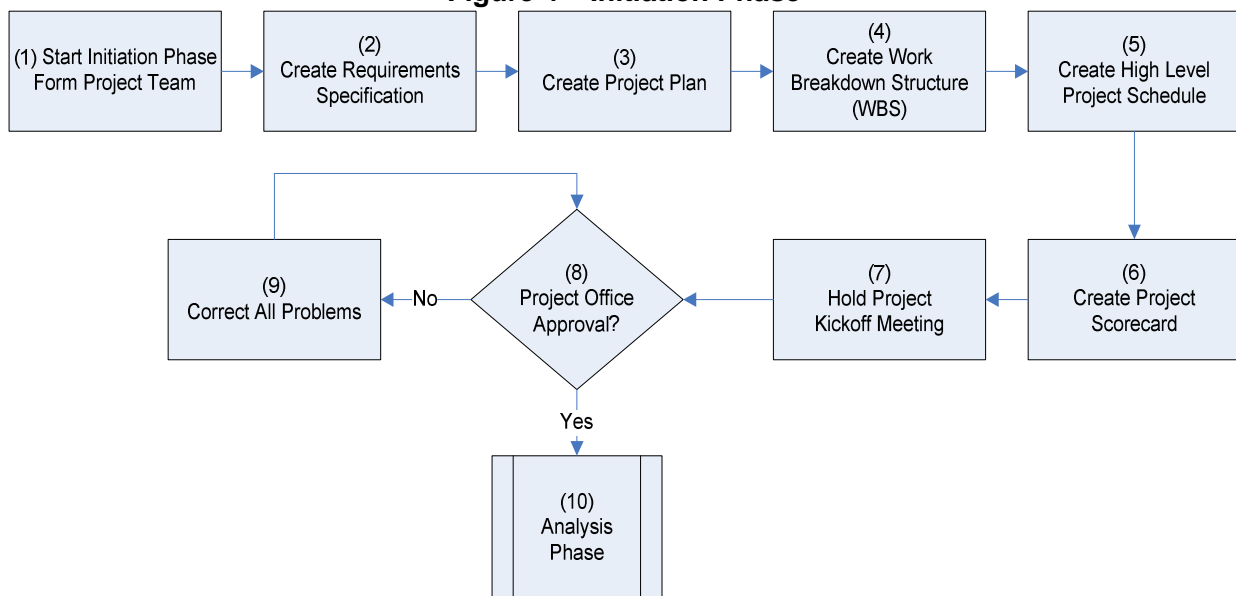 Initiation Phase
(1) Start Initiation Phase
Form Project Team
(2)
Create Requirements
Specification
(3)
Create Project Plan
(4)
Create Work
Breakdown Structure
(WBS)
(5)
Create High Level
Project Schedule
(6)
Create Project
Scorecard
(7)
Hold Project
Kickoff Meeting
(8)
Project Office
Approval?
No
(9)
Correct All Problems
Yes
(10)
Analysis
Phase